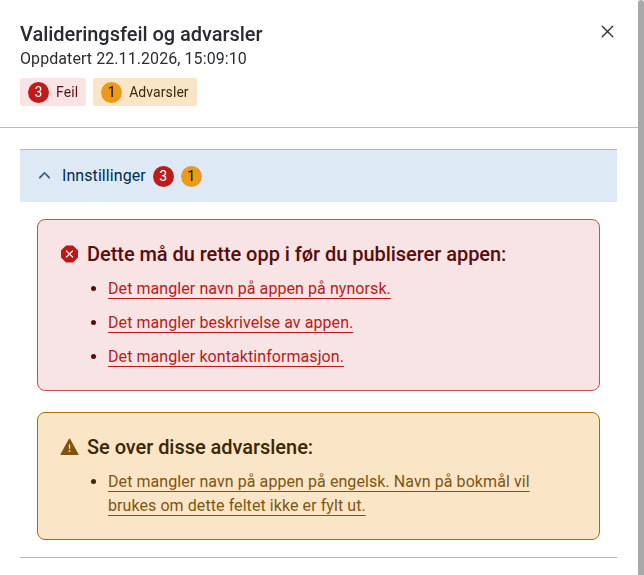 Valideringsfeil og advarsler
Oppdatert 22.11.2026, 15:09:10
3 Feil 1 Advarsler
Innstillinger 3 1
Dette må du rette opp i før du publiserer appen:
Det mangler navn på appen på nynorsk.
Det mangler beskrivelse av appen.
Det mangler kontaktinformasjon.
Se over disse advarslene:
Det mangler navn på appen på engelsk. Navn på bokmål vil
brukes om dette feltet ikke er fylt ut.